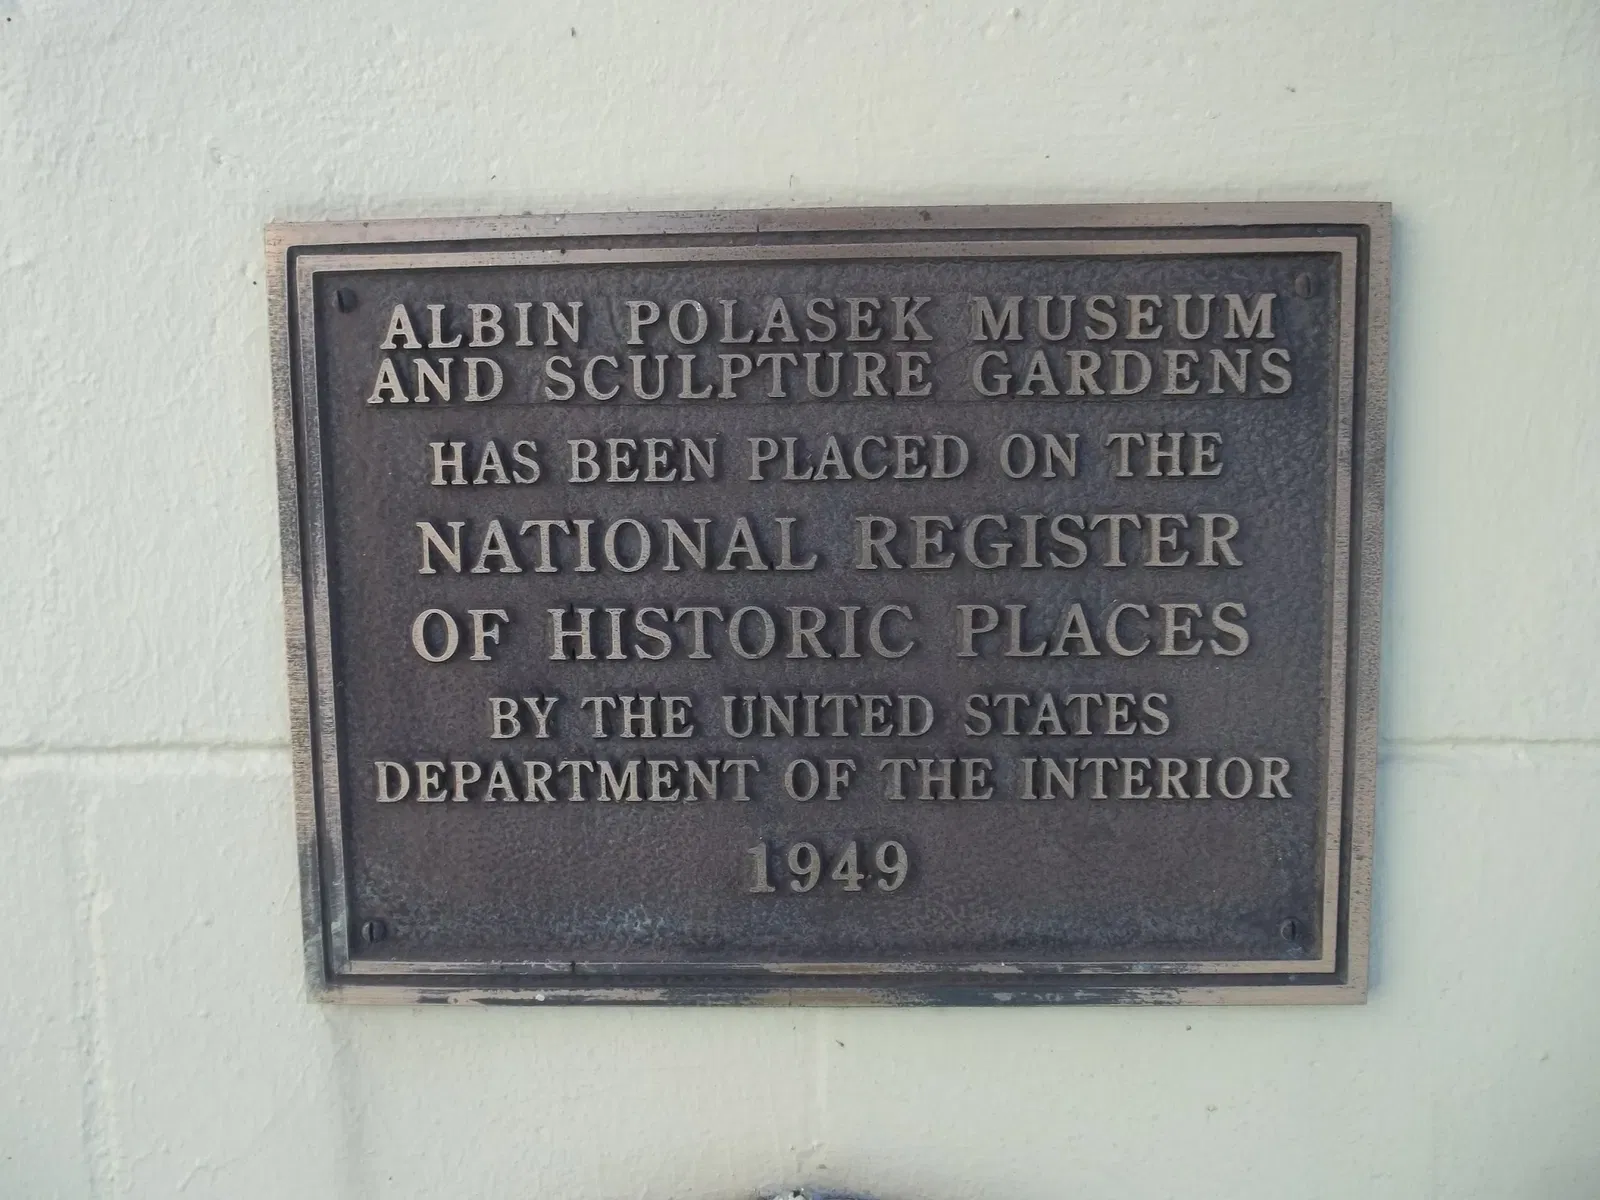 ALBIN POLASEK MUSEUM
AND SCULPTURE GARDENS
HAS BEEN PLACED ON THE
NATIONAL REGISTER
OF HISTORIC PLACES
BY THE UNITED STATES
DEPARTMENT OF THE INTERIOR
1949